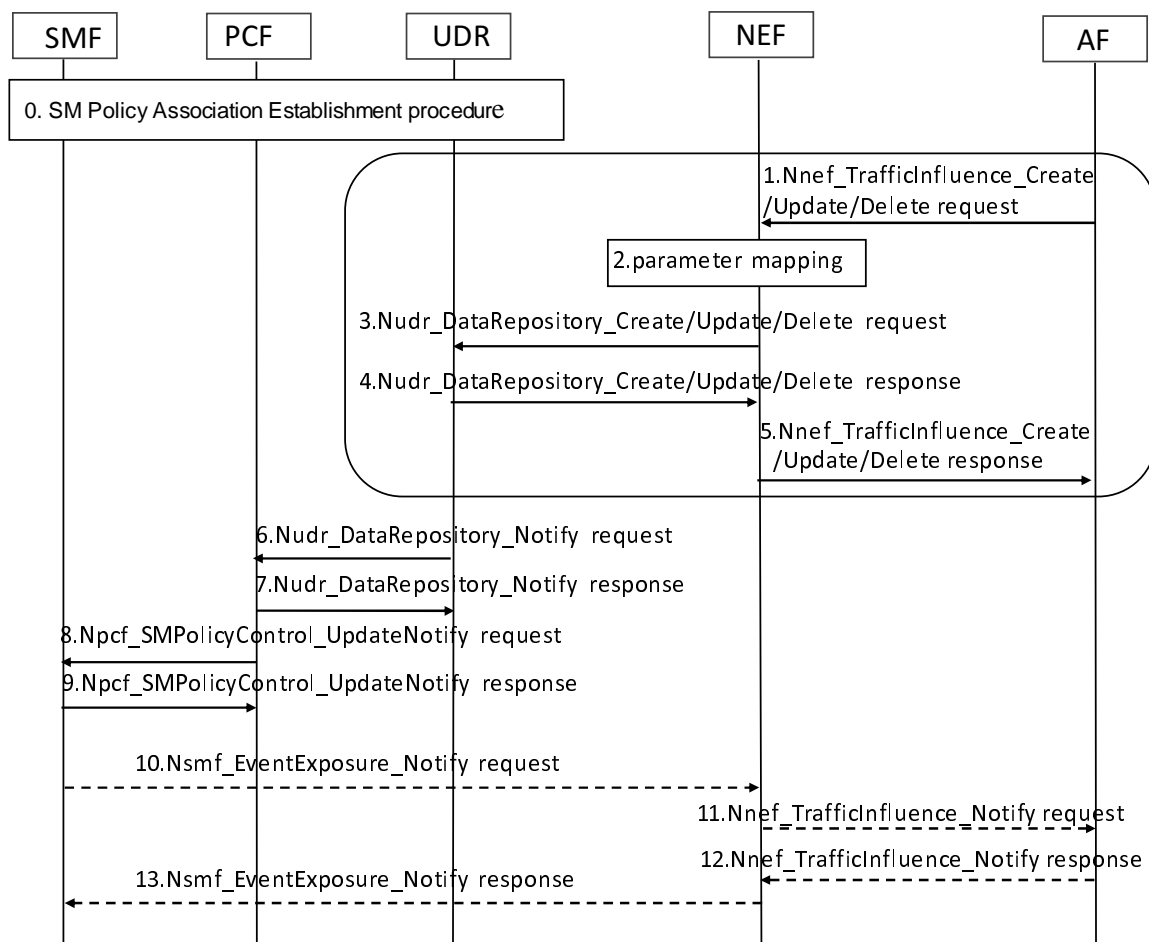 SMF PCF UDR NEF AF
0. SM Policy Association Establishment procedure
1.Nnef_TrafficInfluence_Create
/Update/Delete request
2.parameter mapping
3.Nudr_DataRepository_Create/Update/Delete request
4.Nudr_DataRepository_Create/Update/Delete response
5.Nnef_TrafficInfluence_Create
/Update/Delete response
6.Nudr_DataRepository_Notify request
7.Nudr_DataRepository_Notify response
8.Npcf_SMPolicyControl_UpdateNotify request
9.Npcf_SMPolicyControl_UpdateNotify response
10.Nsmf_EventExposure_Notify request
11.Nnef_TrafficInfluence_Notify request
12.Nnef_TrafficInfluence_Notify response
13.Nsmf_EventExposure_Notify response